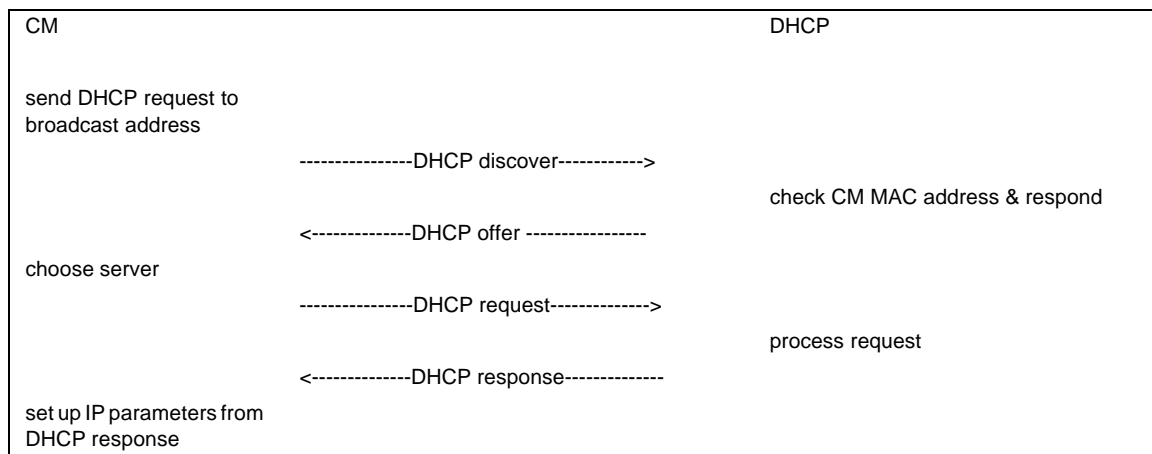 CM DHCP
send DHCP request to
broadcast address
----------------DHCP discover------------>
check CM MAC address & respond
<--------------DHCP offer -----------------
choose server
----------------DHCP request-------------->
process request
<--------------DHCP response--------------
set up IP parameters from
DHCP response